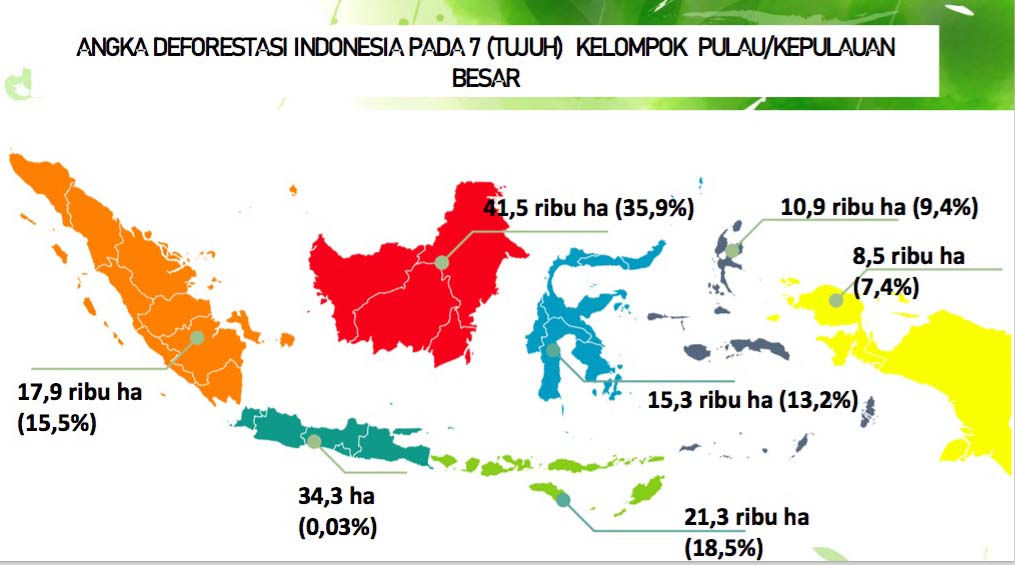 ANGKA DEFORESTASI INDONESIA PADA 7 (TUJUH) KELOMPOK PULAU/KEPULAUAN
BESAR
41,5 ribu ha (35,9%)
10,9 ribu ha (9,4%)
8,5 ribu ha
(7,4%)
17,9 ribu ha
(15,5%)
15,3 ribu ha (13,2%)
34,3 ha
(0,03%)
21,3 ribu ha
(18,5%)